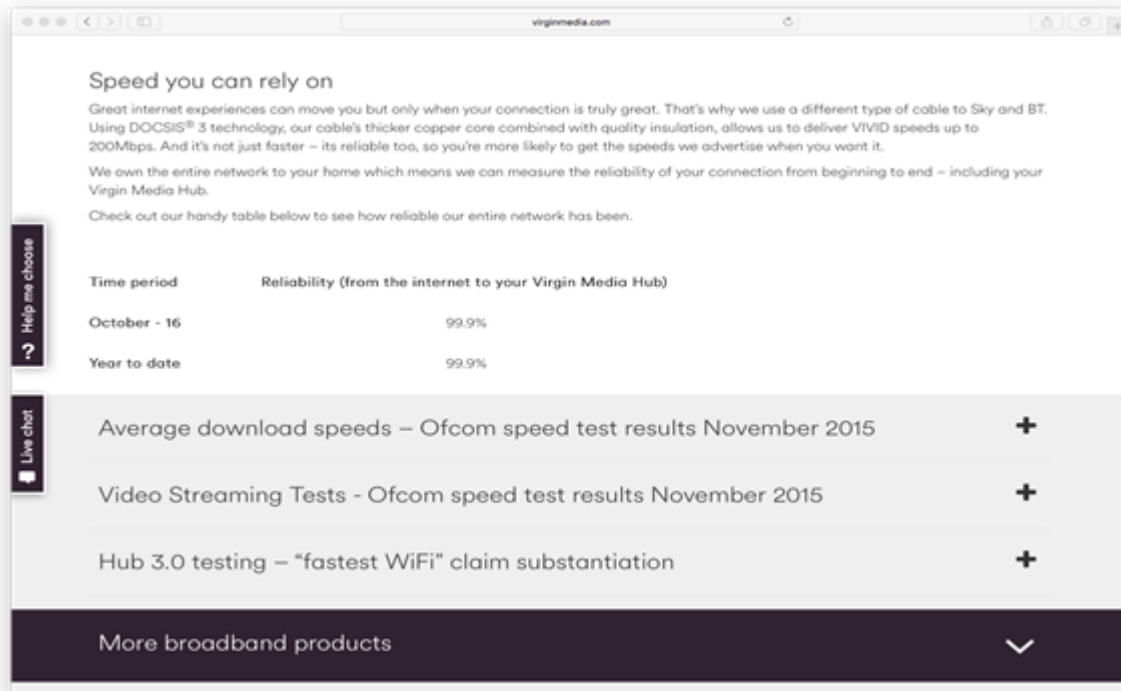 virginmedia.com
Speed you can rely on
Great internet experiences can move you but only when your connection is truly great. That's why we use a different type of cable to Sky and BT.
Using DOCSIS® 3 technology, our cable's thicker copper core combined with quality insulation, allows us to deliver VIVID speeds up to
200Mbps. And it's not just faster – its reliable too, so you're more likely to get the speeds we advertise when you want it.
We own the entire network to your home which means we can measure the reliability of your connection from beginning to end – including your
Virgin Media Hub.
Check out our handy table below to see how reliable our entire network has been.
Help me choose
?
Time period Reliability (from the internet to your Virgin Media Hub)
October - 16 99.9%
Year to date 99.9%
Live chat
Average download speeds – Ofcom speed test results November 2015 +
Video Streaming Tests - Ofcom speed test results November 2015 +
Hub 3.0 testing – “fastest WiFi” claim substantiation +
More broadband products